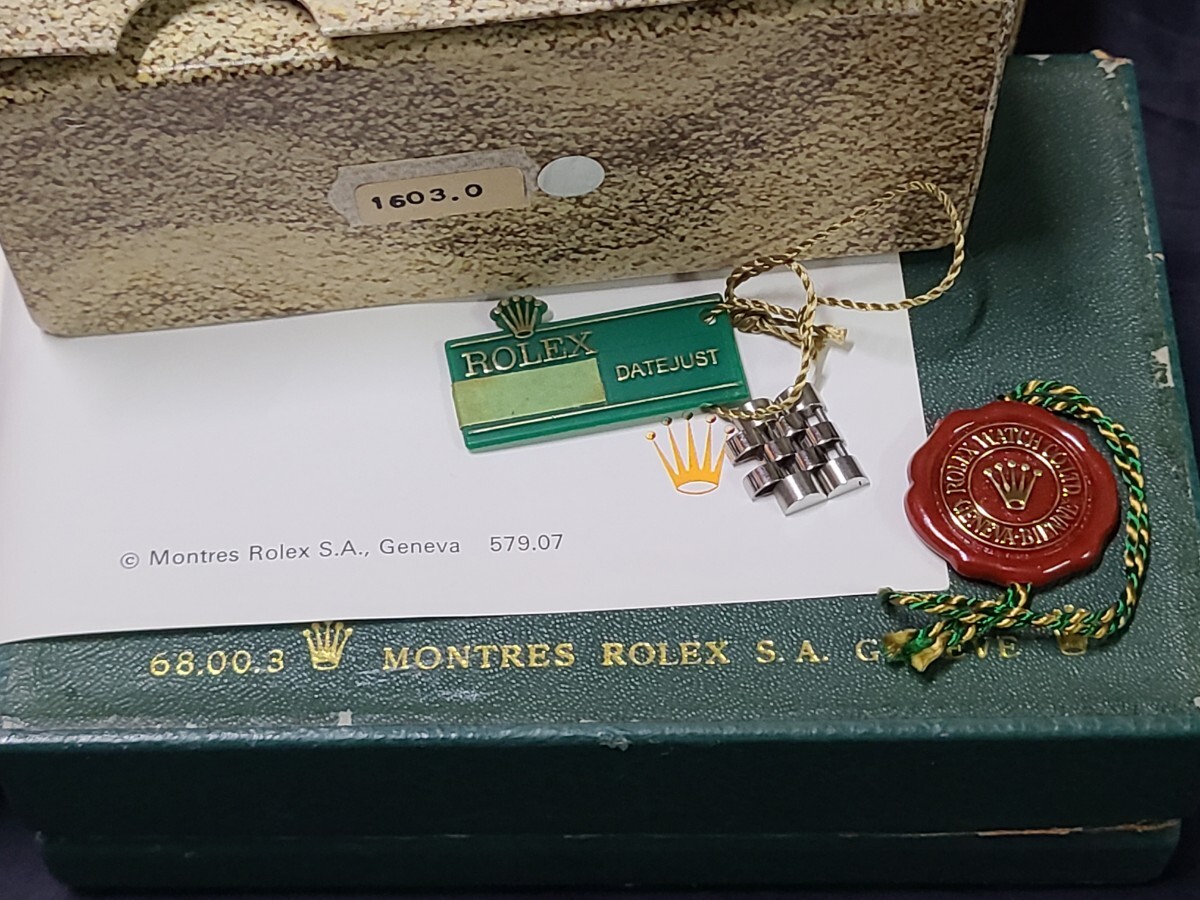 1603.0
ROLEX
DATEJUST
© Montres Rolex S.A., Geneva 579.07
ROLEX WATCH CO. LTD.
GENEVA-BIENNE
68.00.3 MONTRES ROLEX S.A.